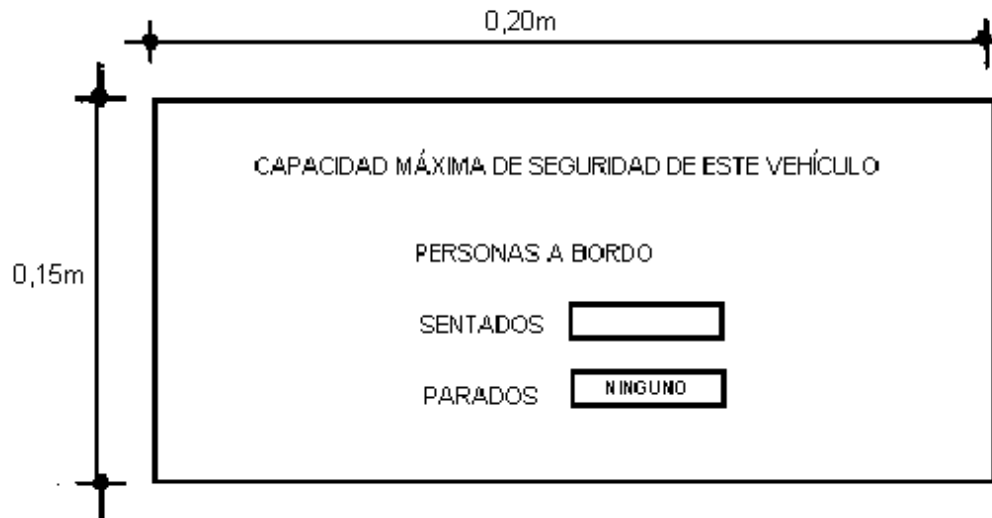 0,20m
CAPACIDAD MÁXIMA DE SEGURIDAD DE ESTE VEHÍCULO
PERSONAS A BORDO
0,15m
SENTADOS
PARADOS NINGUNO